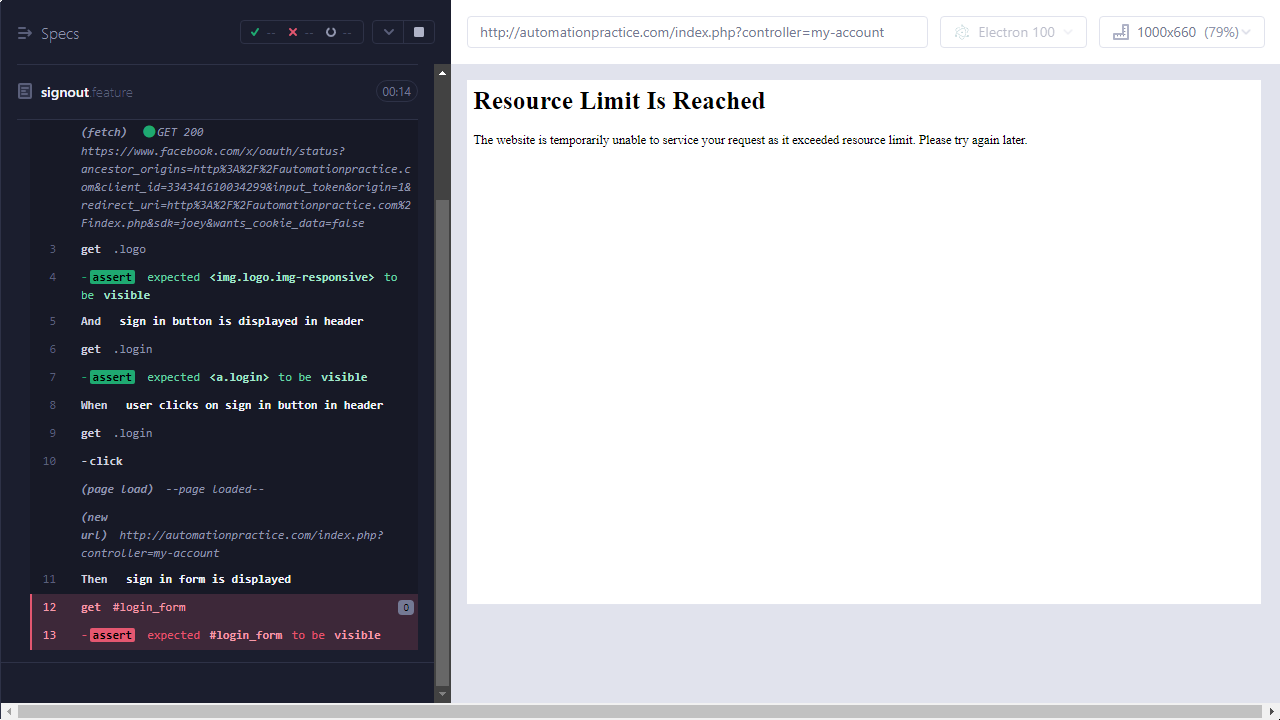 Specs
--
--
--
signout.feature
00:14
(fetch) GET 200
https://www.facebook.com/x/oauth/status?
ancestor_origins=http%3A%2F%2Fautomationpractice.c
om&client_id=334341610034299&input_token&origin=1&
redirect_uri=http%3A%2F%2Fautomationpractice.com%2
Findex.php&sdk=joey&wants_cookie_data=false
3 get .logo
4 -assert expected <img.logo.img-responsive> to
be visible
5 And sign in button is displayed in header
6 get .login
7 -assert expected <a.login> to be visible
8 When user clicks on sign in button in header
9 get .login
10 -click
(page load) --page loaded--
(new
url) http://automationpractice.com/index.php?
controller=my-account
11 Then sign in form is displayed
12 get #login_form 0
13 -assert expected #login_form to be visible
http://automationpractice.com/index.php?controller=my-account
Electron 100
1000x660 (79%)
Resource Limit Is Reached
The website is temporarily unable to service your request as it exceeded resource limit. Please try again later.